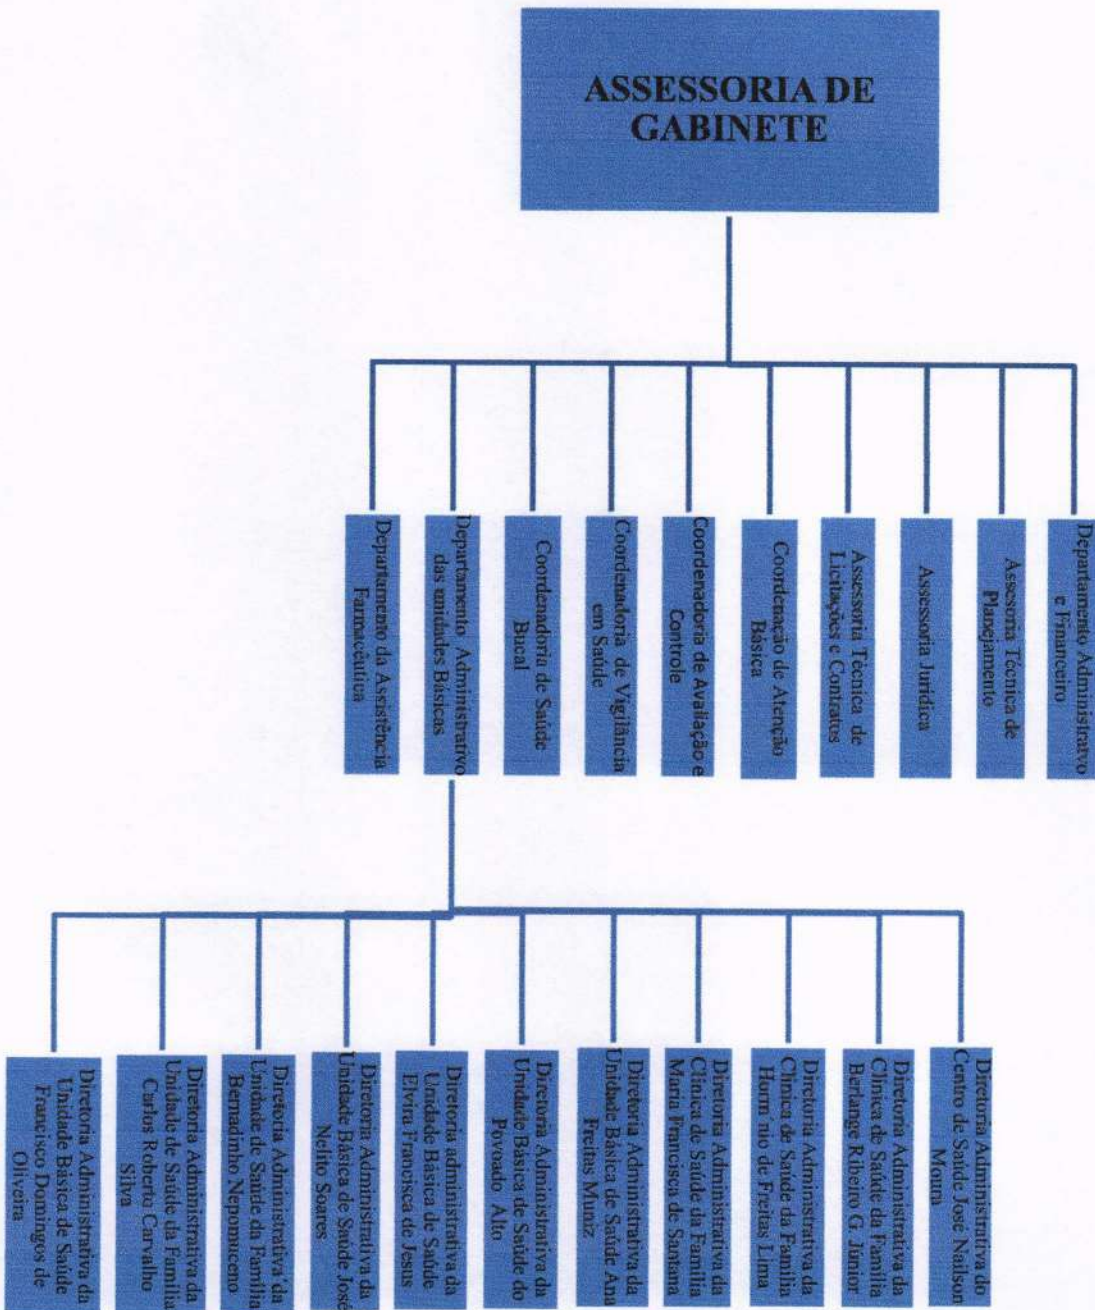 ASSESSORIA DE
GABINETE
Departamento Administratvo
e Financeiro
Assessoria Técnica de
Planejamento
Assessoria Jurídica
Assessoria Técnica de
Licitações e Contratos
Coordenação de Atenção
Básica
Coordenadoria de Avaliação e
Controle
Coordenadoria de Vigilância
em Saúde
Coordenadoria de Saúde
Bucal
Departamento Administrativo
das unidades Básicas
Departamento da Assistência
Farmacêutica
Diretoria Administrativa do
Centro de Saúde José Nailson
Moura
Diretoria Administrativa da
Clínica de Saúde da Família
Berlange Ribeiro G. Júnior
Diretoria Administrativa da
Clínica de Saúde da Família
Hormínio de Freitas Lima
Diretoria Administrativa da
Clínica de Saúde da Família
Maria Francisca de Santana
Diretoria Administrativa da
Unidade Básica de Saúde Ana
Freitas Muniz
Diretoria Administrativa da
Unidade Básica de Saúde do
Povoado Alto
Diretoria administrativa da
Unidade Básica de Saúde
Elvira Francisca de Jesus
Diretoria Administrativa da
Unidade Básica de Saúde José
Nelito Soares
Diretoria Administrativa da
Unidade de Saúde da Família
Bernadinho Nepomuceno
Diretoria Administrativa da
Unidade de Saúde da Família
Carlos Roberto Carvalho
Silva
Diretoria Administrativa da
Unidade Básica de Saúde
Francisco Domingos de
Oliveira